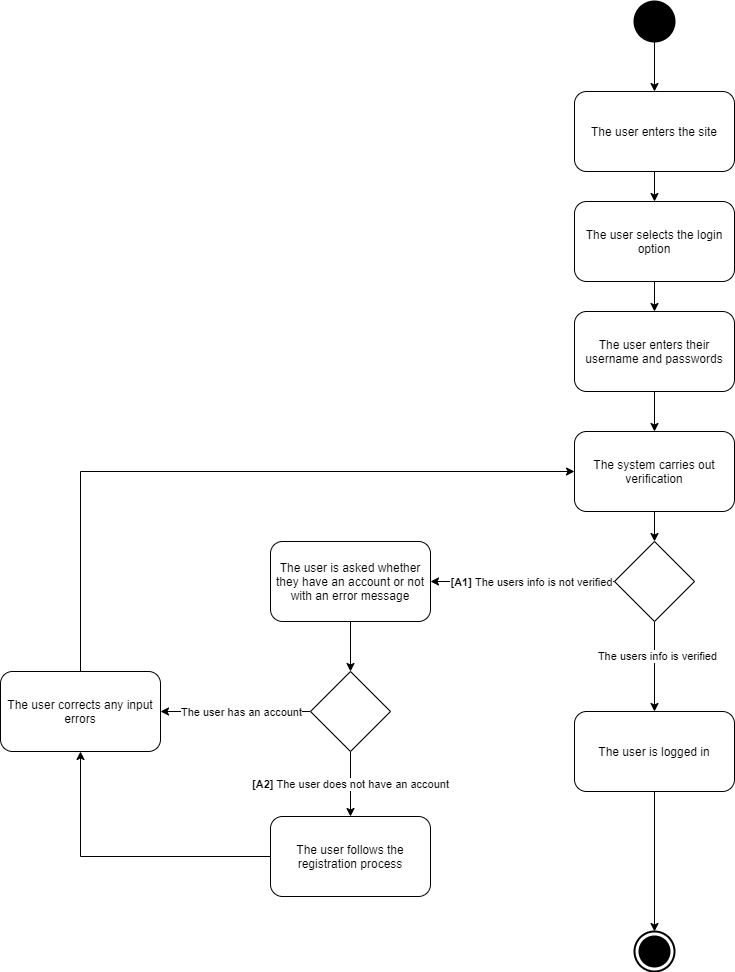 The user enters the site
The user selects the login
option
The user enters their
username and passwords
The system carries out
verification
The user is asked whether
they have an account or not
with an error message
[A1] The users info is not verified
The users info is verified
The user corrects any input
errors
The user has an account
The user is logged in
[A2] The user does not have an account
The user follows the
registration process